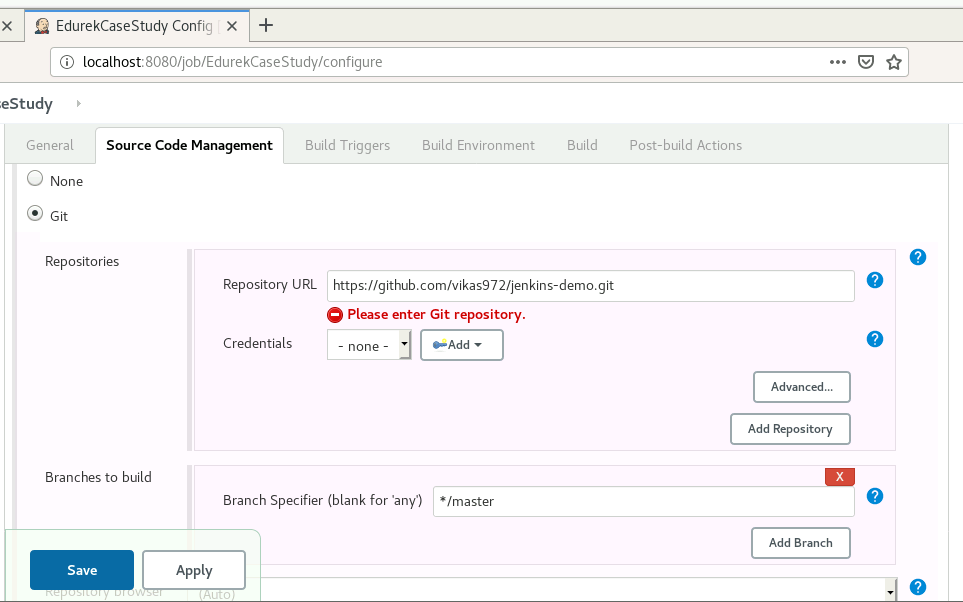 EdurekCaseStudy Config
localhost:8080/job/EdurekCaseStudy/configure
seStudy
General Source Code Management Build Triggers Build Environment Build Post-build Actions
None
Git
Repositories
Repository URL https://github.com/vikas972/jenkins-demo.git
Please enter Git repository.
Credentials - none - Add
Advanced...
Add Repository
Branches to build
X
Branch Specifier (blank for 'any') */master
Add Branch
Save Apply
Repository browser (Auto)